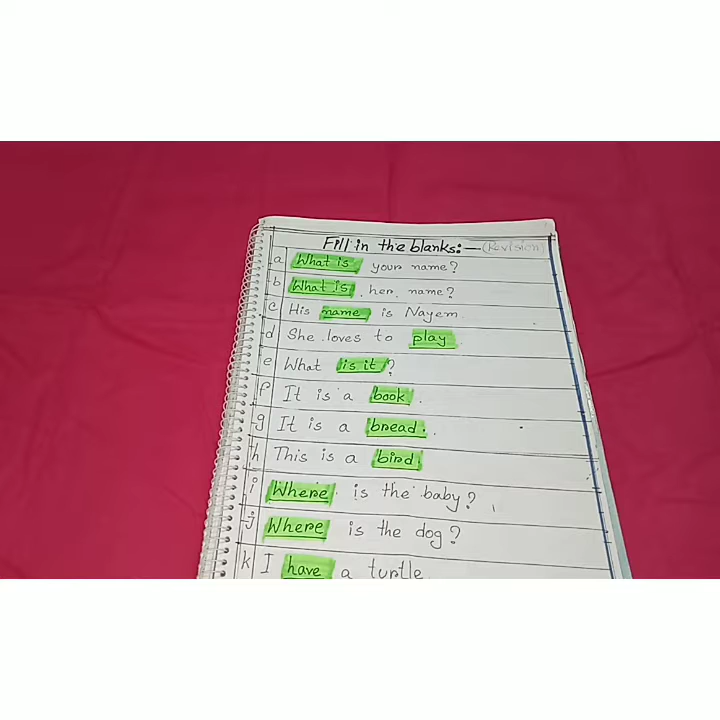 Fill in the blanks:— (Revision)
a What is your name?
b What is her name?
c His name is Nayem.
d She loves to play.
e What is it?
f It is a book.
g It is a bread.
h This is a bird.
i Where is the baby?
j Where is the dog?
k I have a turtle.